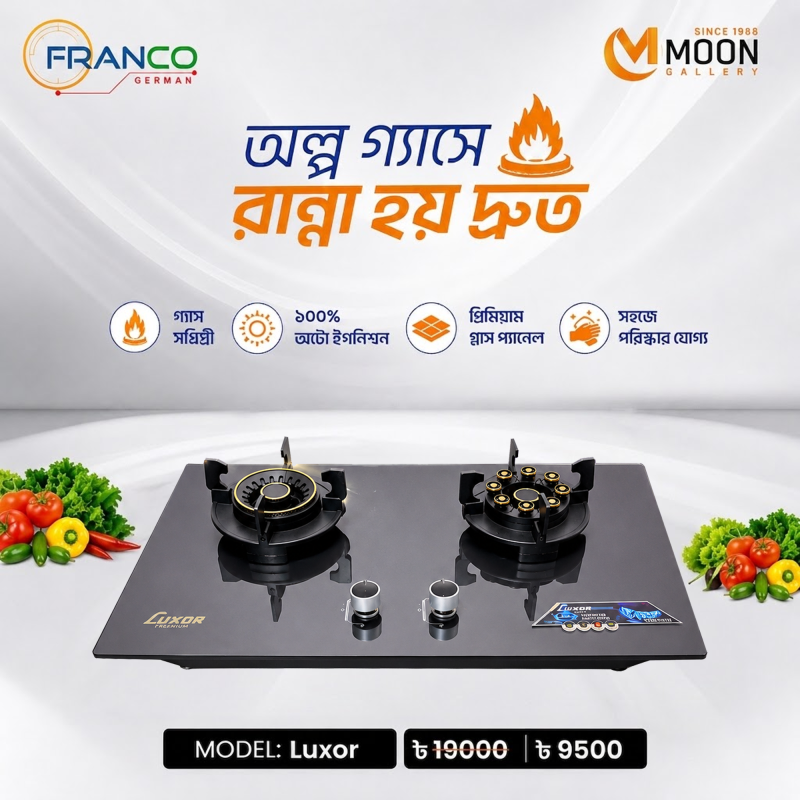 FRANCO
GERMAN
SINCE 1988
MOON
GALLERY
অল্প গ্যাসে
রান্না হয় দ্রুত
গ্যাস
সাশ্রয়ী
১০০%
অটো ইগনিশন
প্রিমিয়াম
গ্লাস প্যানেল
সহজে
পরিস্কার যোগ্য
LUXOR
PREMIUM
LUXOR
MODEL: Luxor
৳ 19000 | ৳ 9500